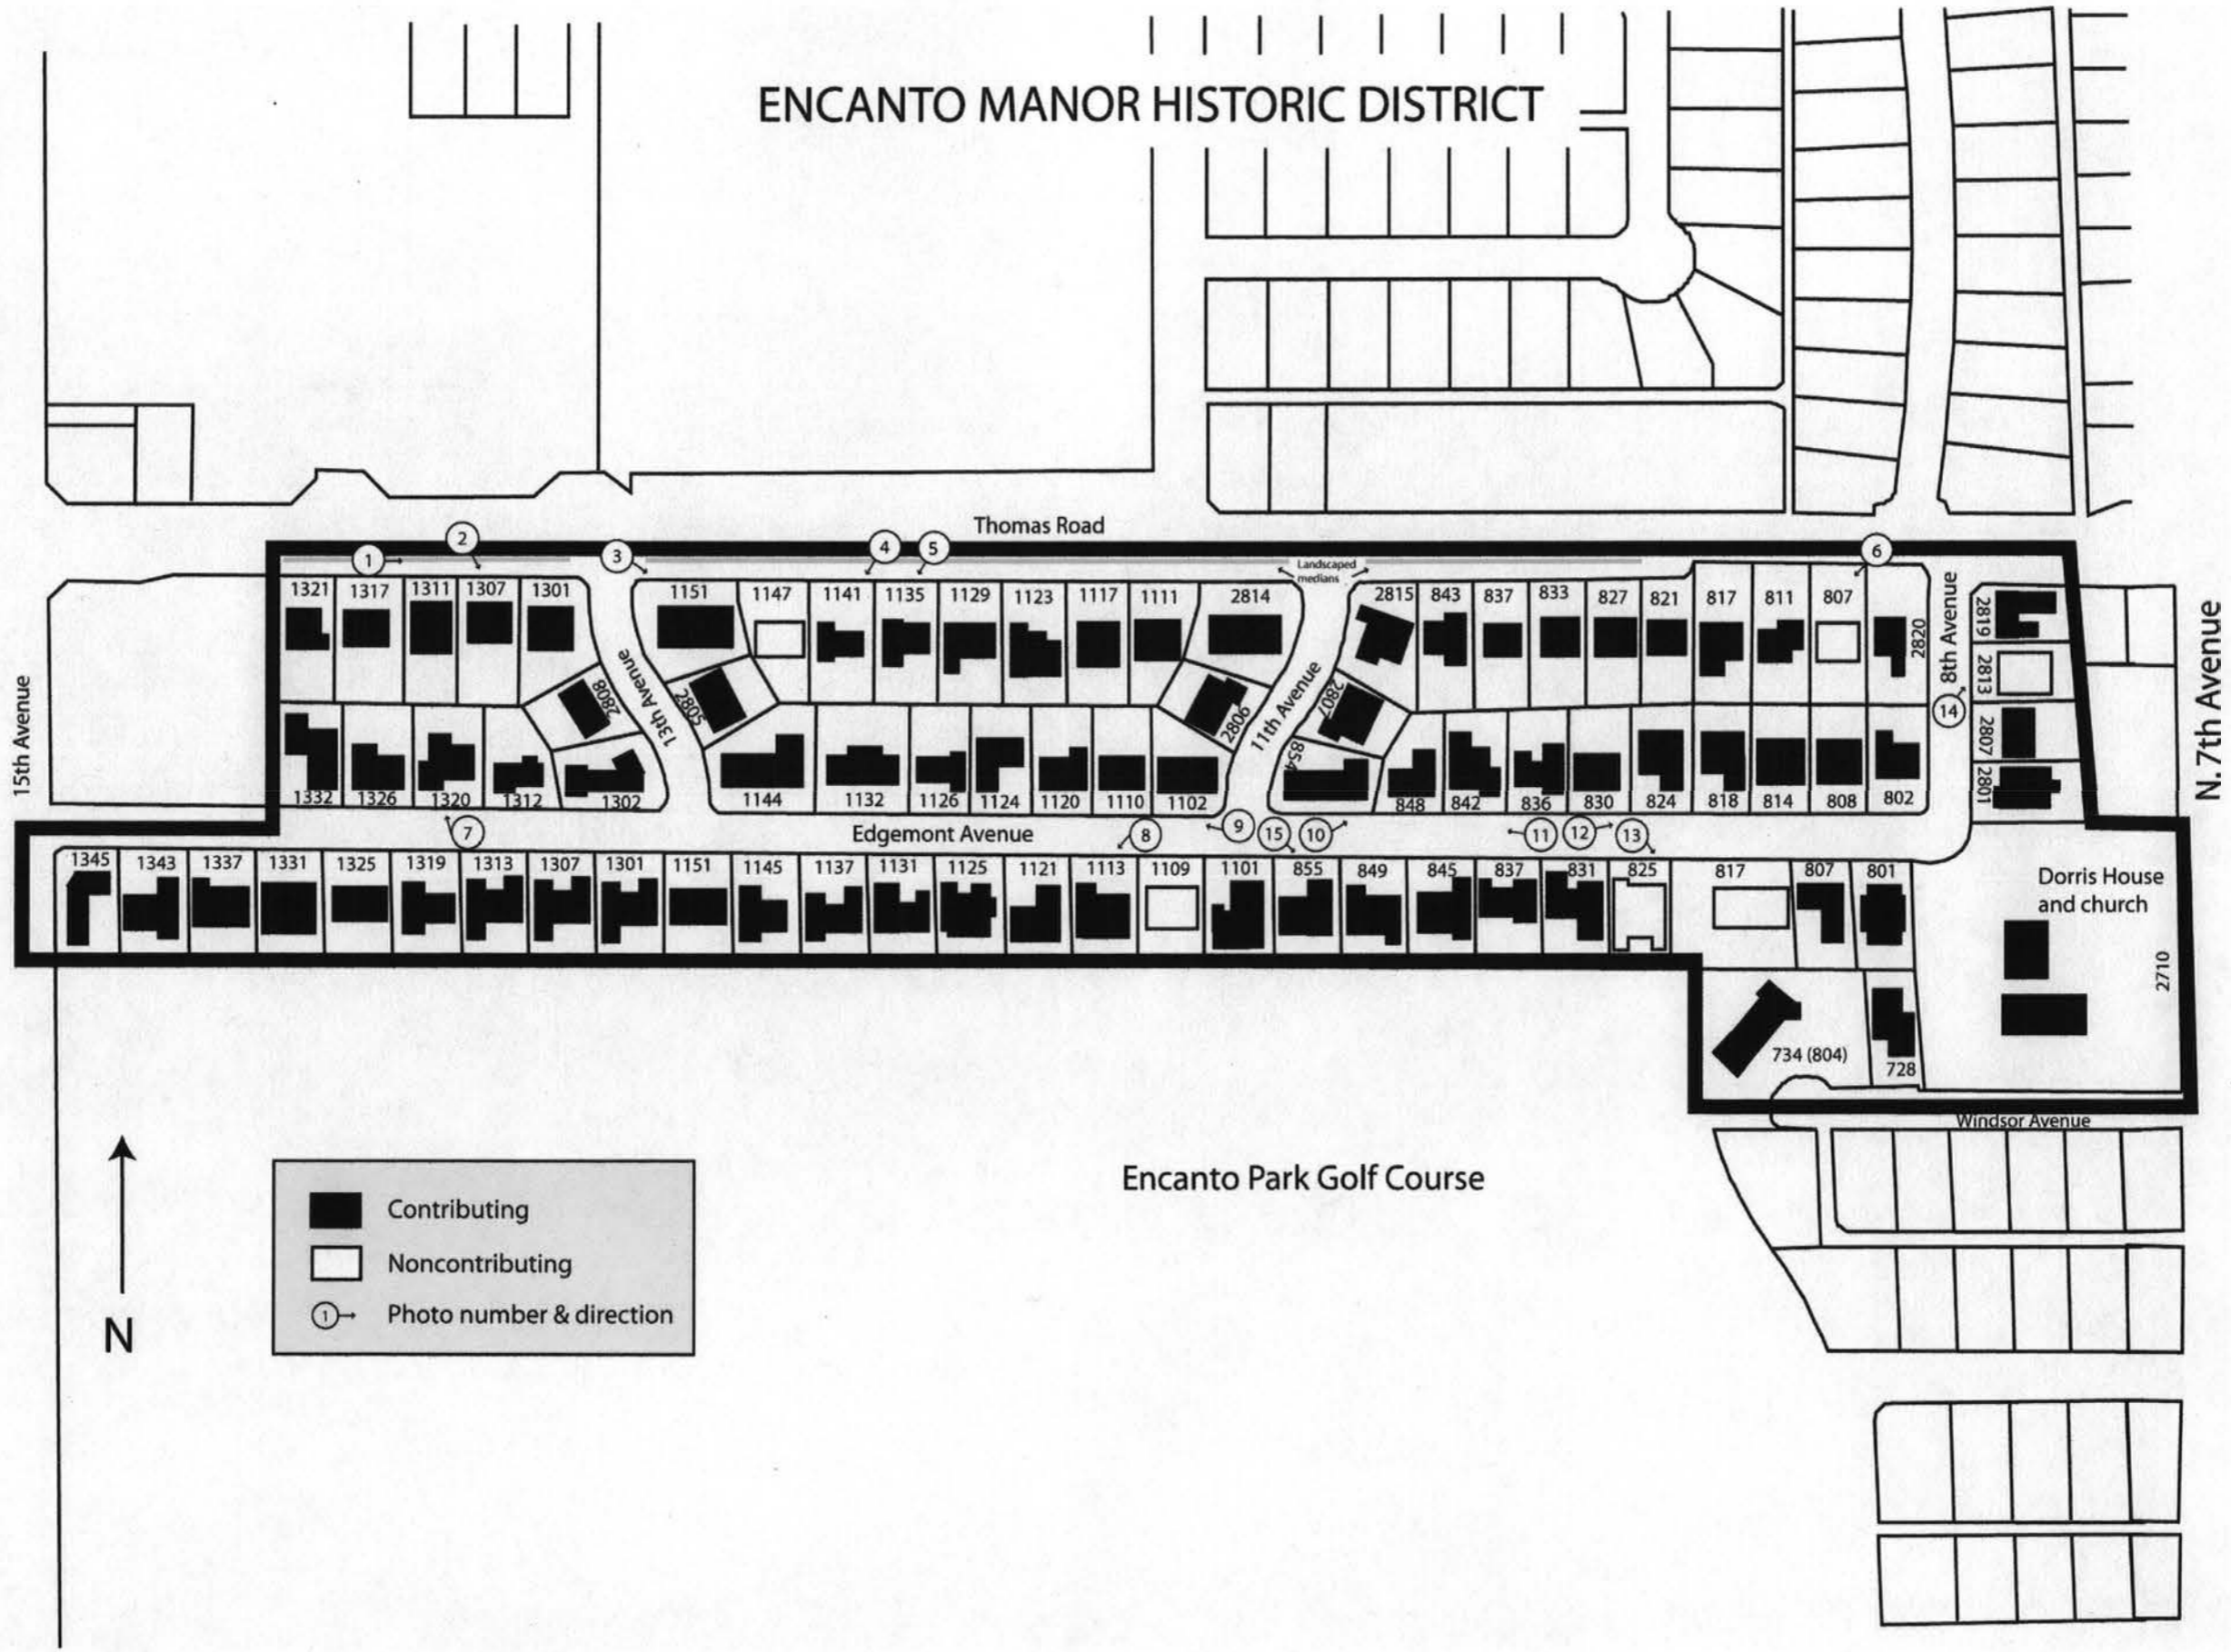 ENCANTO MANOR HISTORIC DISTRICT
Thomas Road
1 2 3 4 5 6
Landscaped
medians
1321 1317 1311 1307 1301 1151 1147 1141 1135 1129 1123 1117 1111 2814 2815 843 837 833 827 821 817 811 807 2820
8th Avenue
2819
2813
2807
2801
14
15th Avenue
N. 7th Avenue
2808
13th Avenue
2805
2806
11th Avenue
2807
854
1332 1326 1320 1312 1302 1144 1132 1126 1124 1120 1110 1102 848 842 836 830 824 818 814 808 802
7
Edgemont Avenue
8 9 15 10 11 12 13
1345 1343 1337 1331 1325 1319 1313 1307 1301 1151 1145 1137 1131 1125 1121 1113 1109 1101 855 849 845 837 831 825 817 807 801
Dorris House
and church
2710
734 (804)
728
Windsor Avenue
Encanto Park Golf Course
N
Contributing
Noncontributing
1 Photo number & direction